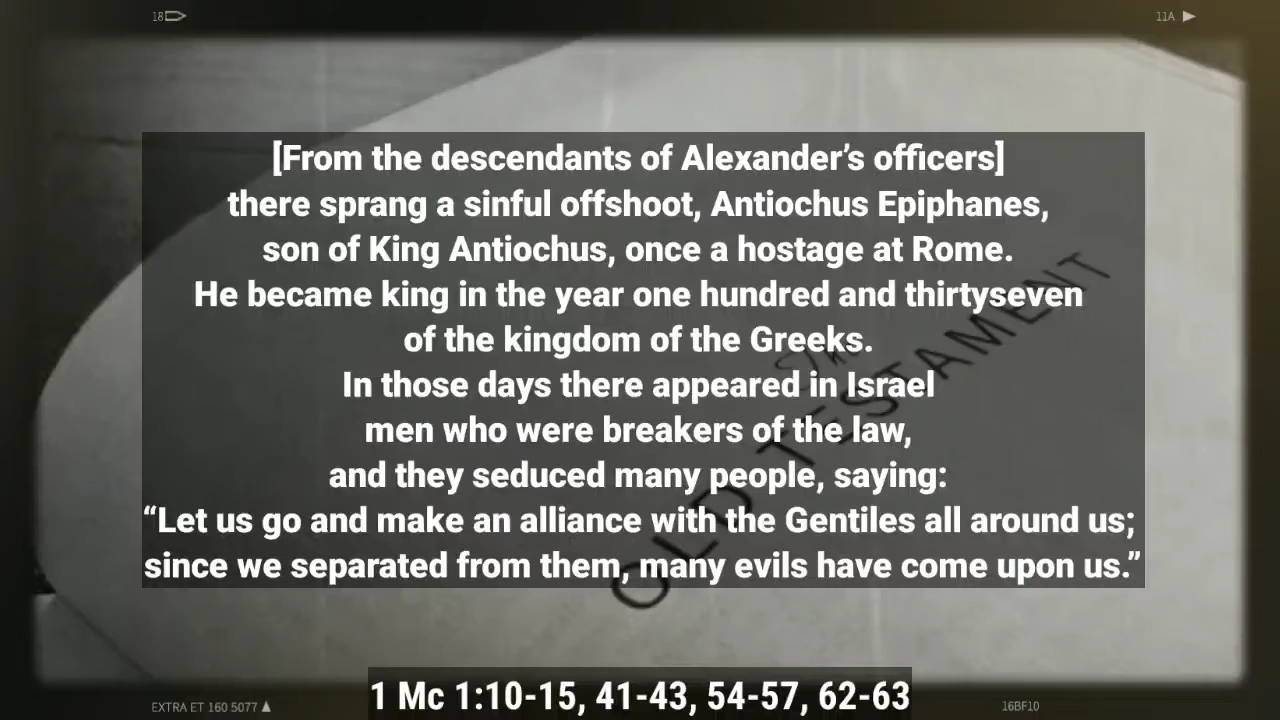 18
11A
[From the descendants of Alexander’s officers]
there sprang a sinful offshoot, Antiochus Epiphanes,
son of King Antiochus, once a hostage at Rome.
He became king in the year one hundred and thirtyseven
of the kingdom of the Greeks.
In those days there appeared in Israel
men who were breakers of the law,
and they seduced many people, saying:
“Let us go and make an alliance with the Gentiles all around us;
since we separated from them, many evils have come upon us.”
The
OLD TESTAMENT
1 Mc 1:10-15, 41-43, 54-57, 62-63
EXTRA ET 160 5077
16BF10